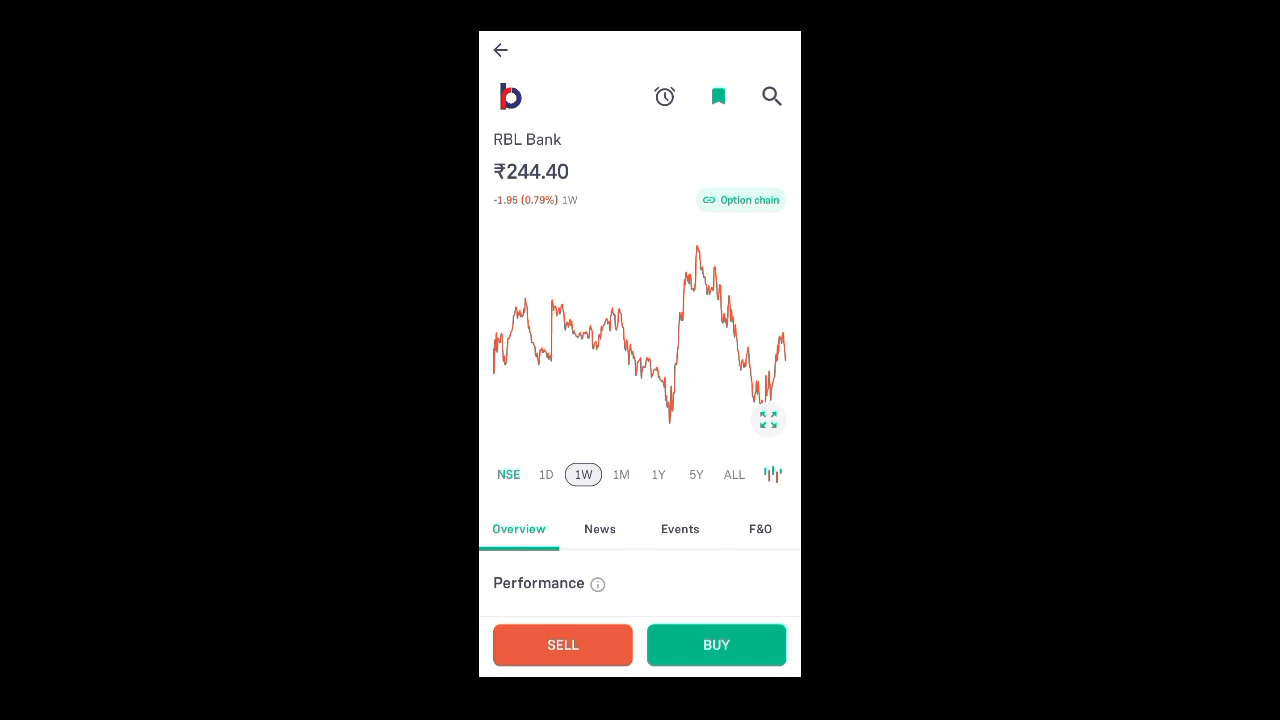 RBL Bank
₹244.40
-1.95 (0.79%) 1W
Option chain
NSE 1D 1W 1M 1Y 5Y ALL
Overview News Events F&O
Performance
SELL BUY